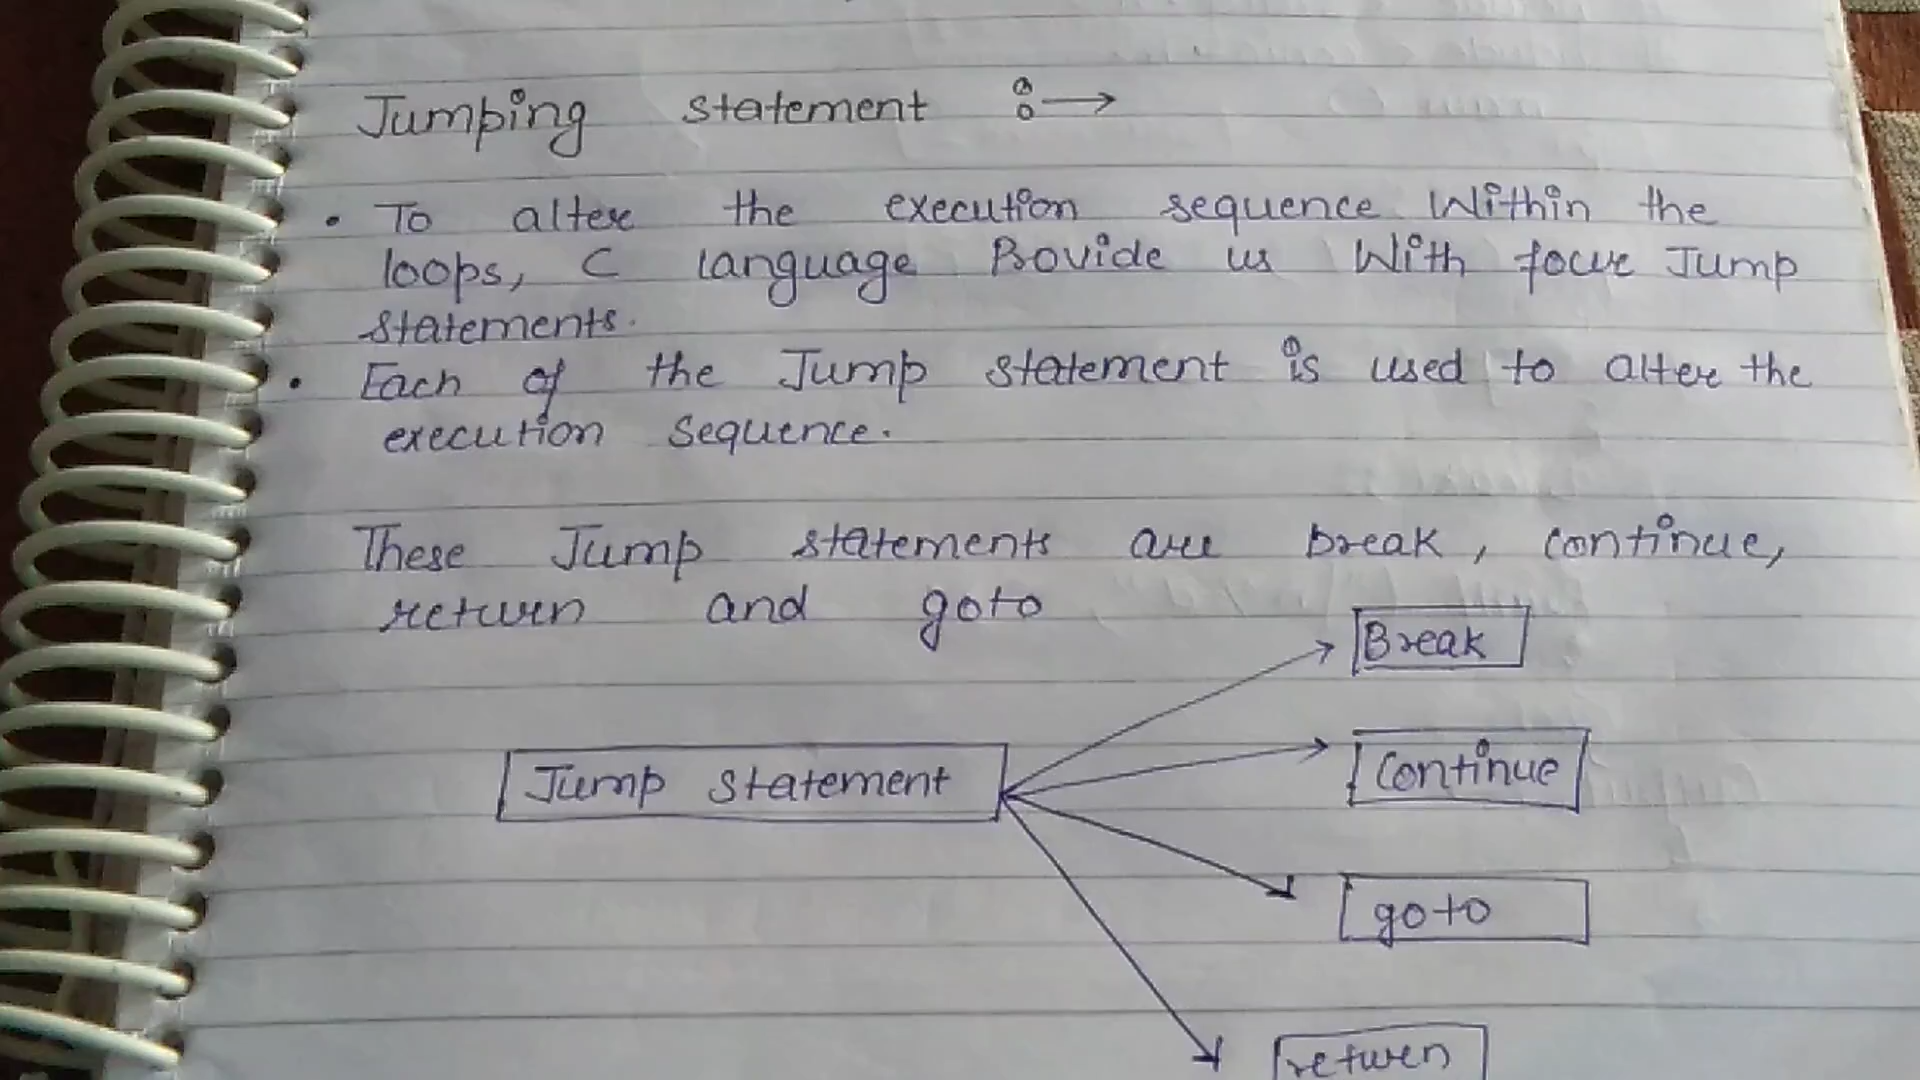 Jumping statement :→
• To alter the execution sequence Within the
loops, C language Provide us With four Jump
statements.
• Each of the Jump statement is used to alter the
execution sequence.
These Jump statements are break, continue,
return and goto
Break
Jump statement
Continue
goto
return